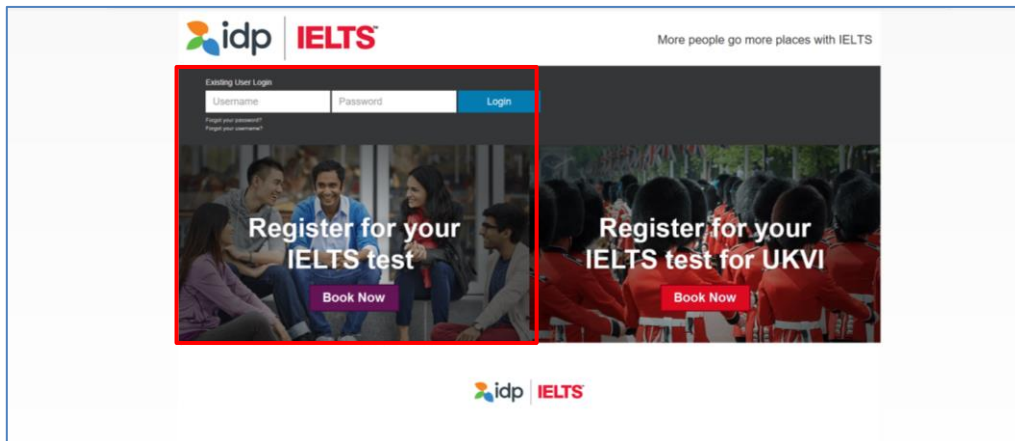 idp IELTS™
More people go more places with IELTS
Existing User Login
Username Password Login
Forgot your password?
Forgot your username?
Register for your
IELTS test
Book Now
Register for your
IELTS test for UKVI
Book Now
idp IELTS